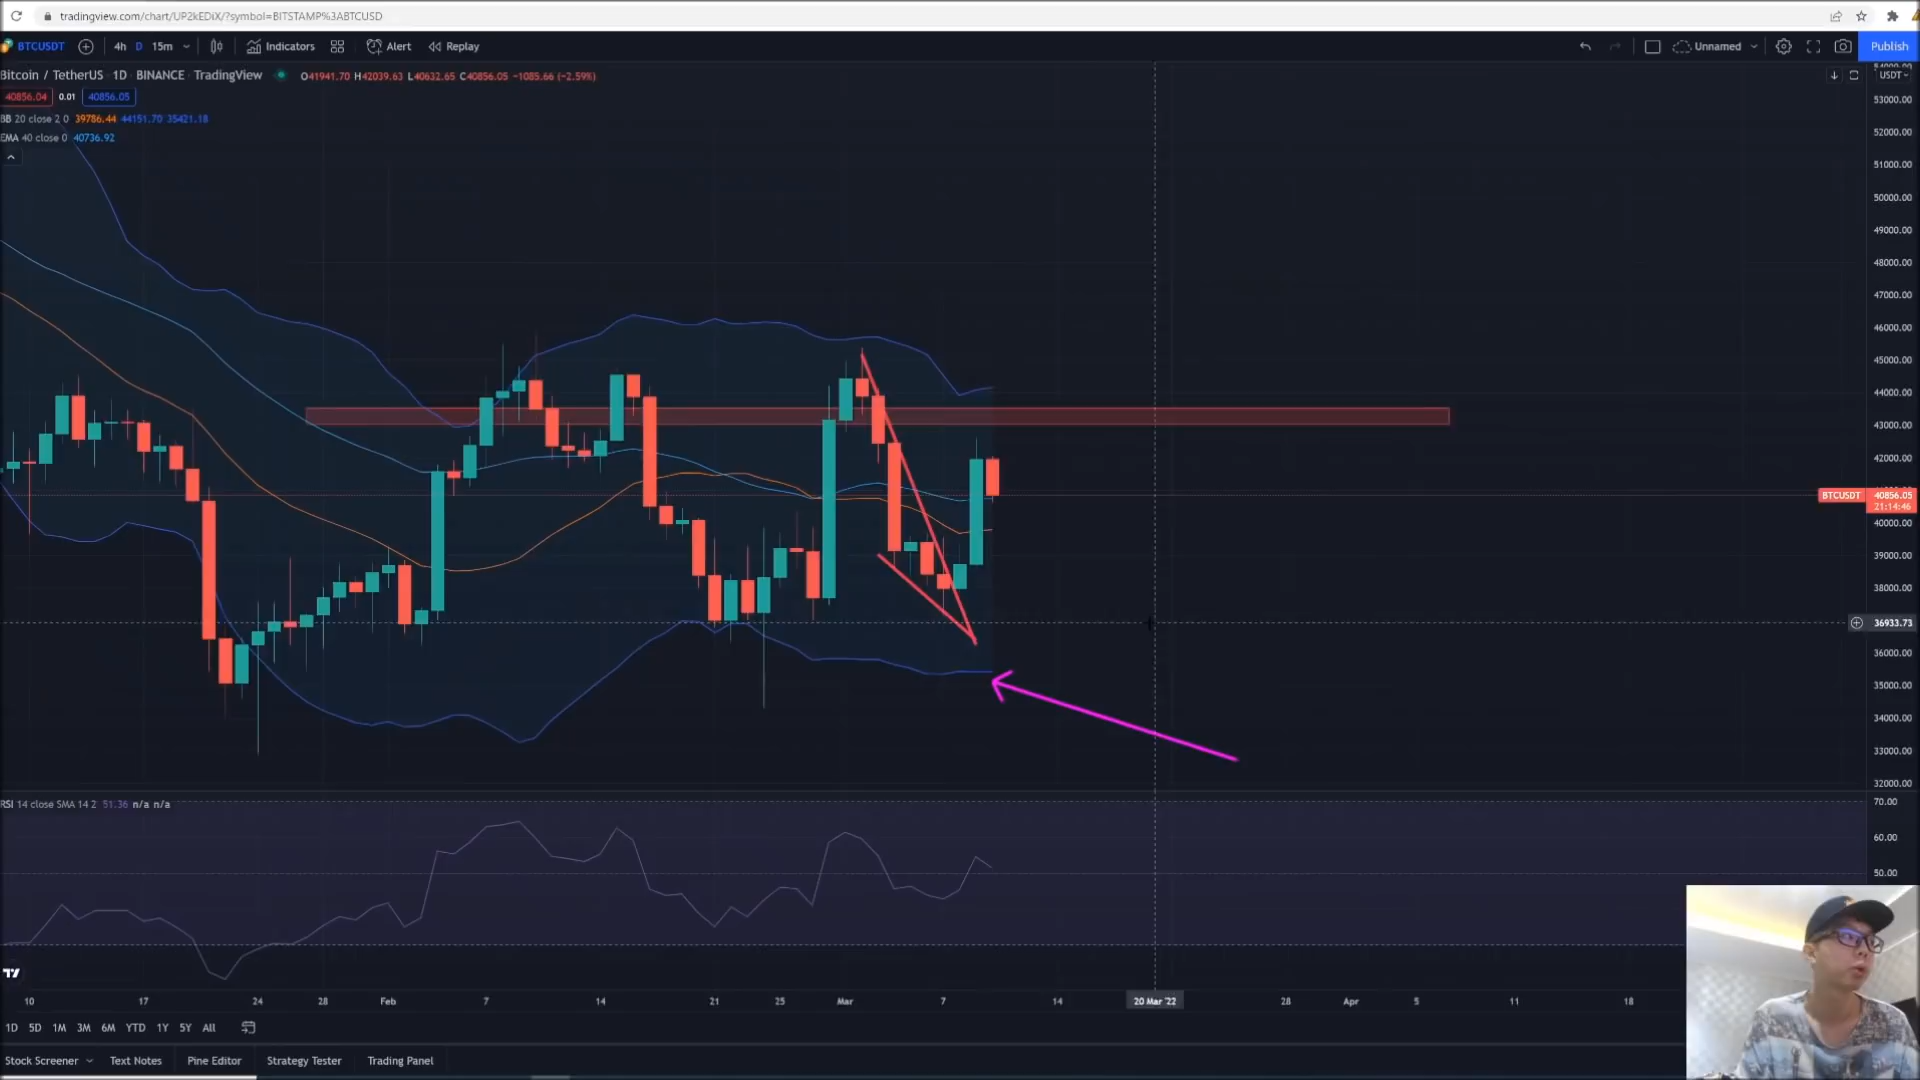 tradingview.com/chart/UP2kEDiX/?symbol=BITSTAMP%3ABTCUSD
BTCUSDT 4h D 15m Indicators Alert Replay Unnamed Publish
Bitcoin / TetherUS · 1D · BINANCE · TradingView O41941.70 H42039.63 L40632.65 C40856.05 −1085.66 (−2.59%)
USDT
40856.04 0.01 40856.05
BB 20 close 2 0 39786.44 44151.70 35421.18
EMA 40 close 0 40736.92
53000.00
52000.00
51000.00
50000.00
49000.00
48000.00
47000.00
46000.00
45000.00
44000.00
43000.00
42000.00
BTCUSDT 40856.05
21:14:46
40000.00
39000.00
38000.00
36933.73
36000.00
35000.00
34000.00
33000.00
32000.00
RSI 14 close SMA 14 2 51.36 n/a n/a
70.00
60.00
50.00
10 17 24 28 Feb 7 14 21 25 Mar 7 14 20 Mar '22 28 Apr 5 11 18
1D 5D 1M 3M 6M YTD 1Y 5Y All
Stock Screener Text Notes Pine Editor Strategy Tester Trading Panel